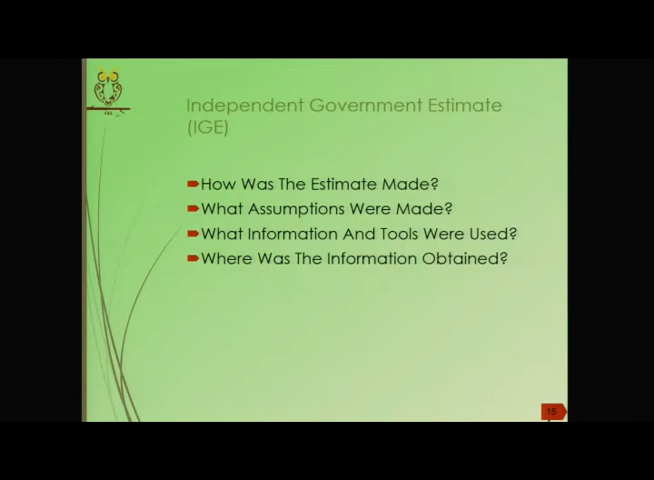 Independent Government Estimate
(IGE)
How Was The Estimate Made?
What Assumptions Were Made?
What Information And Tools Were Used?
Where Was The Information Obtained?
15